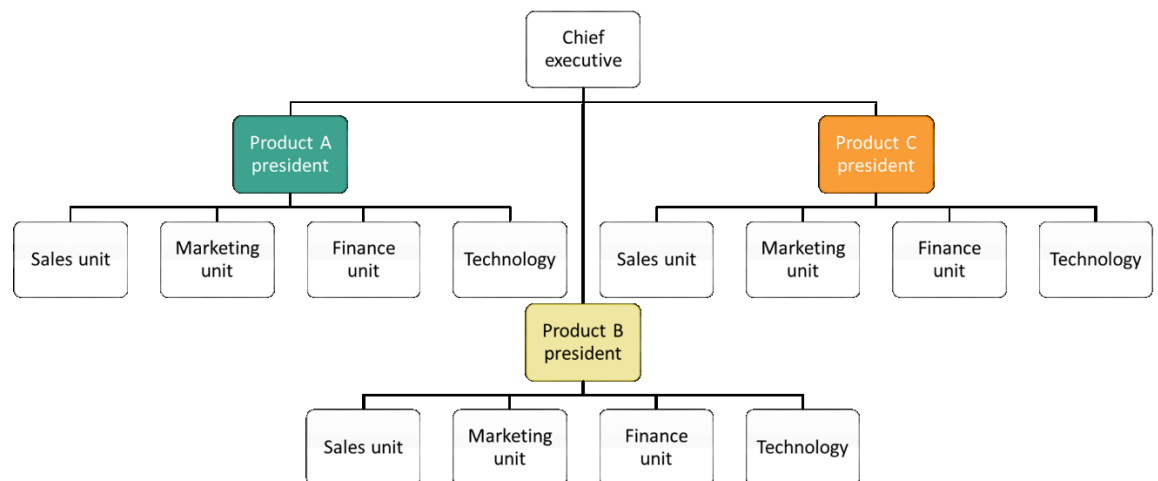 Chief
executive
Product A
president
Product C
president
Sales unit
Marketing
unit
Finance
unit
Technology
Sales unit
Marketing
unit
Finance
unit
Technology
Product B
president
Sales unit
Marketing
unit
Finance
unit
Technology